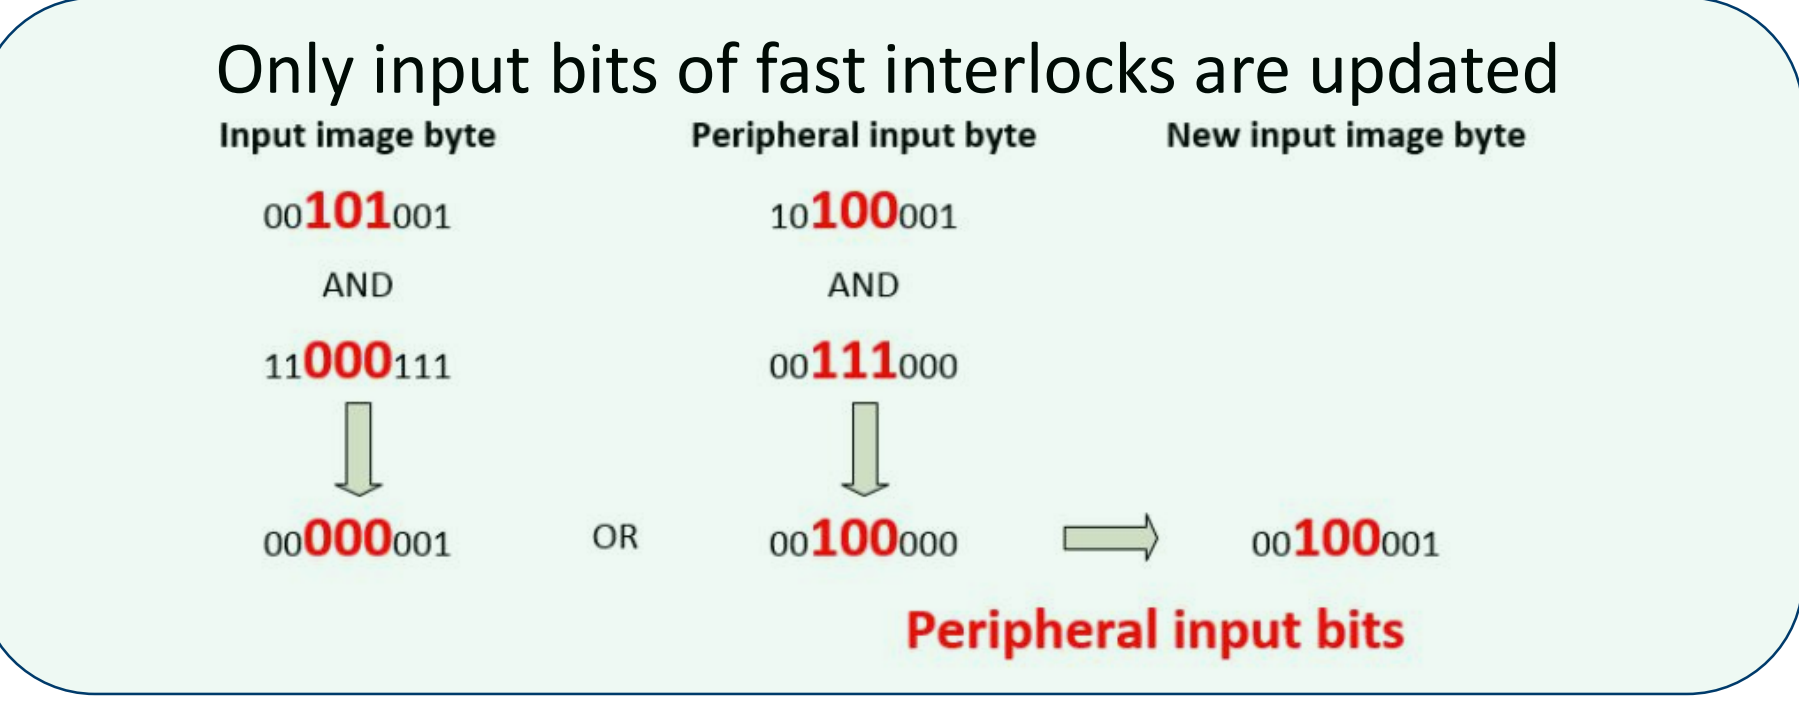 Only input bits of fast interlocks are updated
Input image byte Peripheral input byte New input image byte
00101001 10100001
AND AND
11000111 00111000
00000001 OR 00100000 00100001
Peripheral input bits